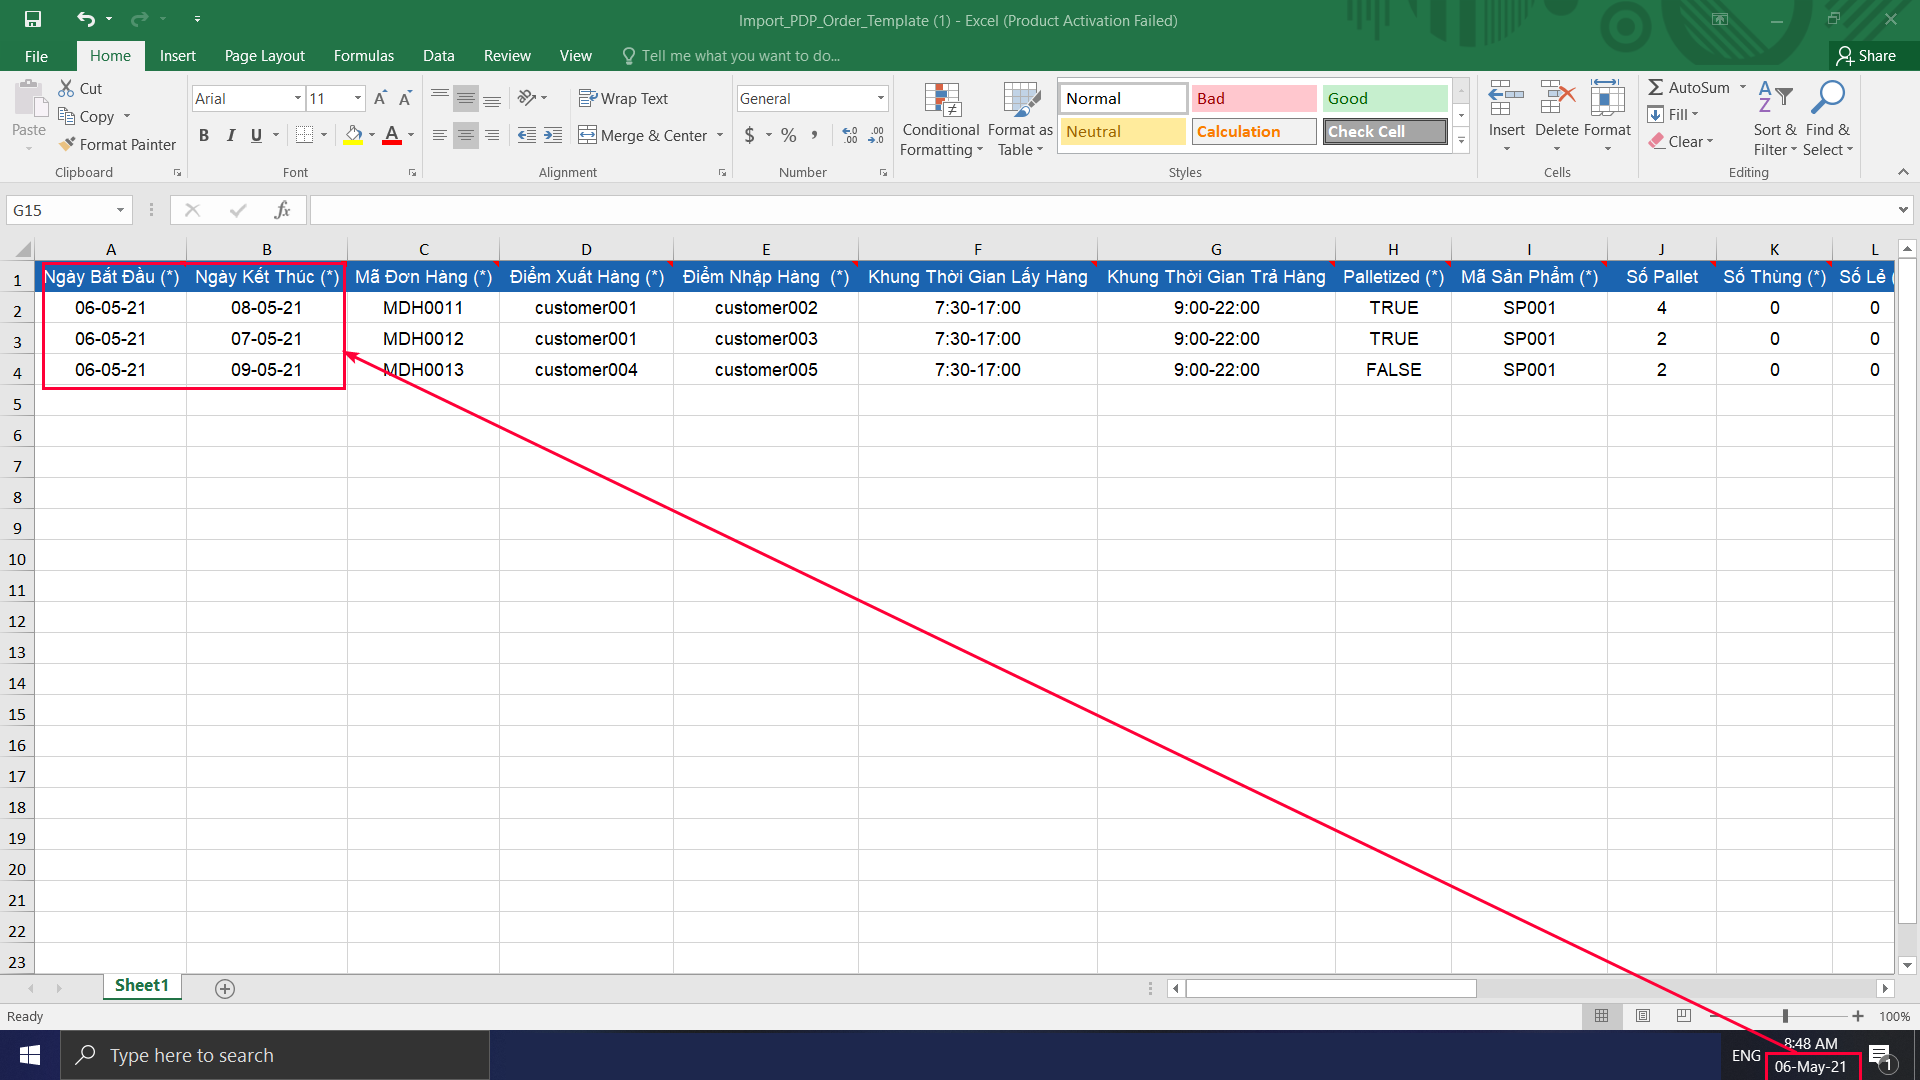 Import_PDP_Order_Template (1) - Excel (Product Activation Failed)
File Home Insert Page Layout Formulas Data Review View Tell me what you want to do... Share
Paste
Cut
Copy
Format Painter
Clipboard
Arial 11
B I U
Font
Wrap Text
Merge & Center
Alignment
General
$ % ,
Number
Conditional Formatting
Format as Table
Normal Bad Good
Neutral Calculation Check Cell
Styles
Insert Delete Format
Cells
AutoSum
Fill
Clear
Sort & Filter
Find & Select
Editing
G15 fx
A B C D E F G H I J K L
1 Ngày Bắt Đầu (*) Ngày Kết Thúc (*) Mã Đơn Hàng (*) Điểm Xuất Hàng (*) Điểm Nhập Hàng (*) Khung Thời Gian Lấy Hàng Khung Thời Gian Trả Hàng Palletized (*) Mã Sản Phẩm (*) Số Pallet Số Thùng (*) Số Lẻ (
2 06-05-21 08-05-21 MDH0011 customer001 customer002 7:30-17:00 9:00-22:00 TRUE SP001 4 0 0
3 06-05-21 07-05-21 MDH0012 customer001 customer003 7:30-17:00 9:00-22:00 TRUE SP001 2 0 0
4 06-05-21 09-05-21 MDH0013 customer004 customer005 7:30-17:00 9:00-22:00 FALSE SP001 2 0 0
5
6
7
8
9
10
11
12
13
14
15
16
17
18
19
20
21
22
23
Sheet1
Ready 100%
Type here to search
ENG
8:48 AM
06-May-21
1